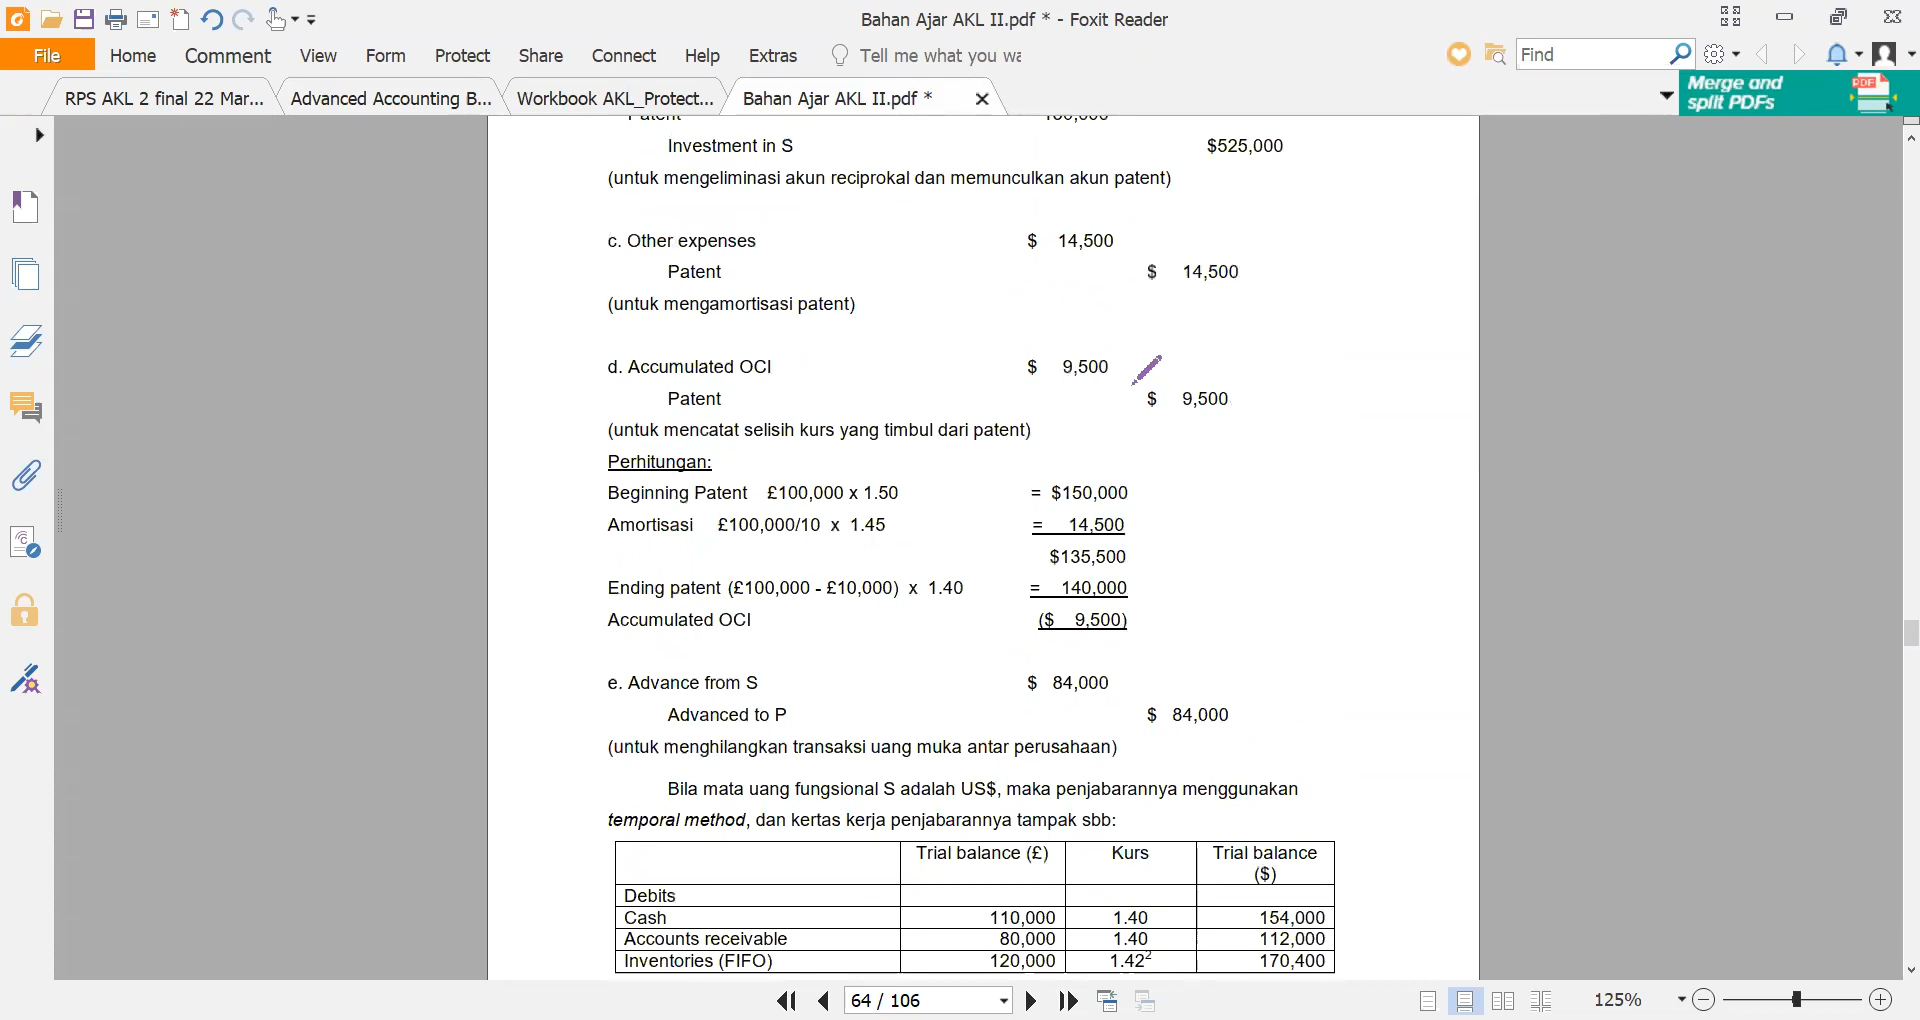 Bahan Ajar AKL II.pdf * - Foxit Reader
File Home Comment View Form Protect Share Connect Help Extras Tell me what you wa Find
RPS AKL 2 final 22 Mar... Advanced Accounting B... Workbook AKL_Protect... Bahan Ajar AKL II.pdf *
Merge and
split PDFs
PDF
Patent
Investment in S $525,000
(untuk mengeliminasi akun reciprokal dan memunculkan akun patent)
c. Other expenses $ 14,500
Patent $ 14,500
(untuk mengamortisasi patent)
d. Accumulated OCI $ 9,500
Patent $ 9,500
(untuk mencatat selisih kurs yang timbul dari patent)
Perhitungan:
Beginning Patent £100,000 x 1.50 = $150,000
Amortisasi £100,000/10 x 1.45 = 14,500
$135,500
Ending patent (£100,000 - £10,000) x 1.40 = 140,000
Accumulated OCI ($ 9,500)
e. Advance from S $ 84,000
Advanced to P $ 84,000
(untuk menghilangkan transaksi uang muka antar perusahaan)
Bila mata uang fungsional S adalah US$, maka penjabarannya menggunakan
temporal method, dan kertas kerja penjabarannya tampak sbb:
Trial balance (£) Kurs Trial balance
($)
Debits
Cash 110,000 1.40 154,000
Accounts receivable 80,000 1.40 112,000
Inventories (FIFO) 120,000 1.42² 170,400
64 / 106 125%